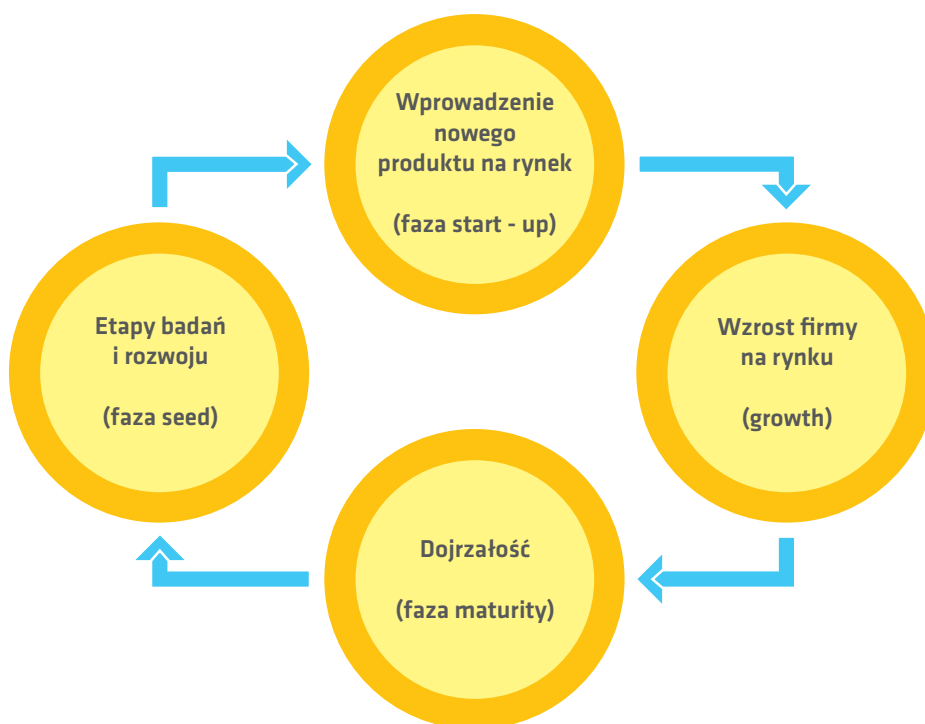 Wprowadzenie
nowego
produktu na rynek
(faza start - up)
Etapy badań
i rozwoju
(faza seed)
Wzrost firmy
na rynku
(growth)
Dojrzałość
(faza maturity)